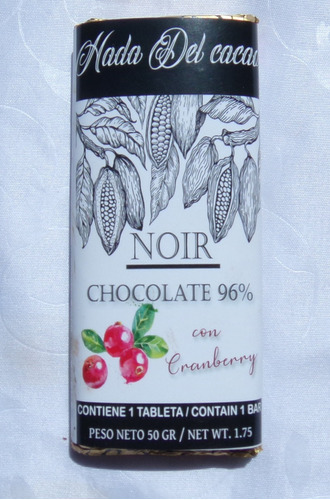 Hada Del cacao
NOIR
CHOCOLATE 96%
con
Cranberry
CONTIENE 1 TABLETA / CONTAIN 1 BAR
PESO NETO 50 GR / NET WT. 1.75